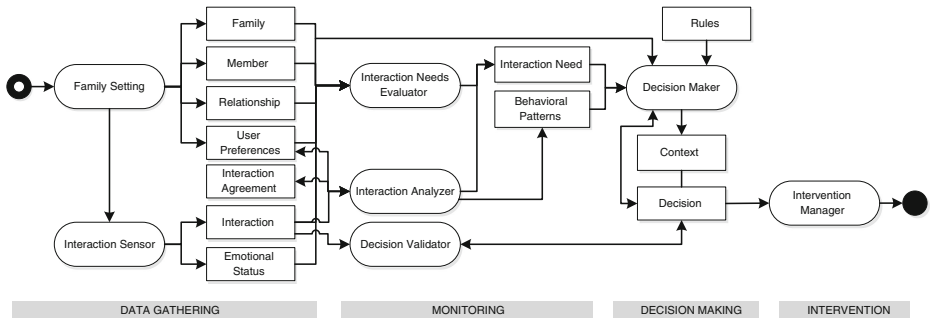 Family
Rules
Member
Interaction Need
Family Setting
Interaction Needs
Evaluator
Decision Maker
Relationship
Behavioral
Patterns
User
Preferences
Context
Interaction
Agreement
Interaction Analyzer
Decision
Intervention
Manager
Interaction
Interaction Sensor
Decision Validator
Emotional
Status
DATA GATHERING
MONITORING
DECISION MAKING
INTERVENTION